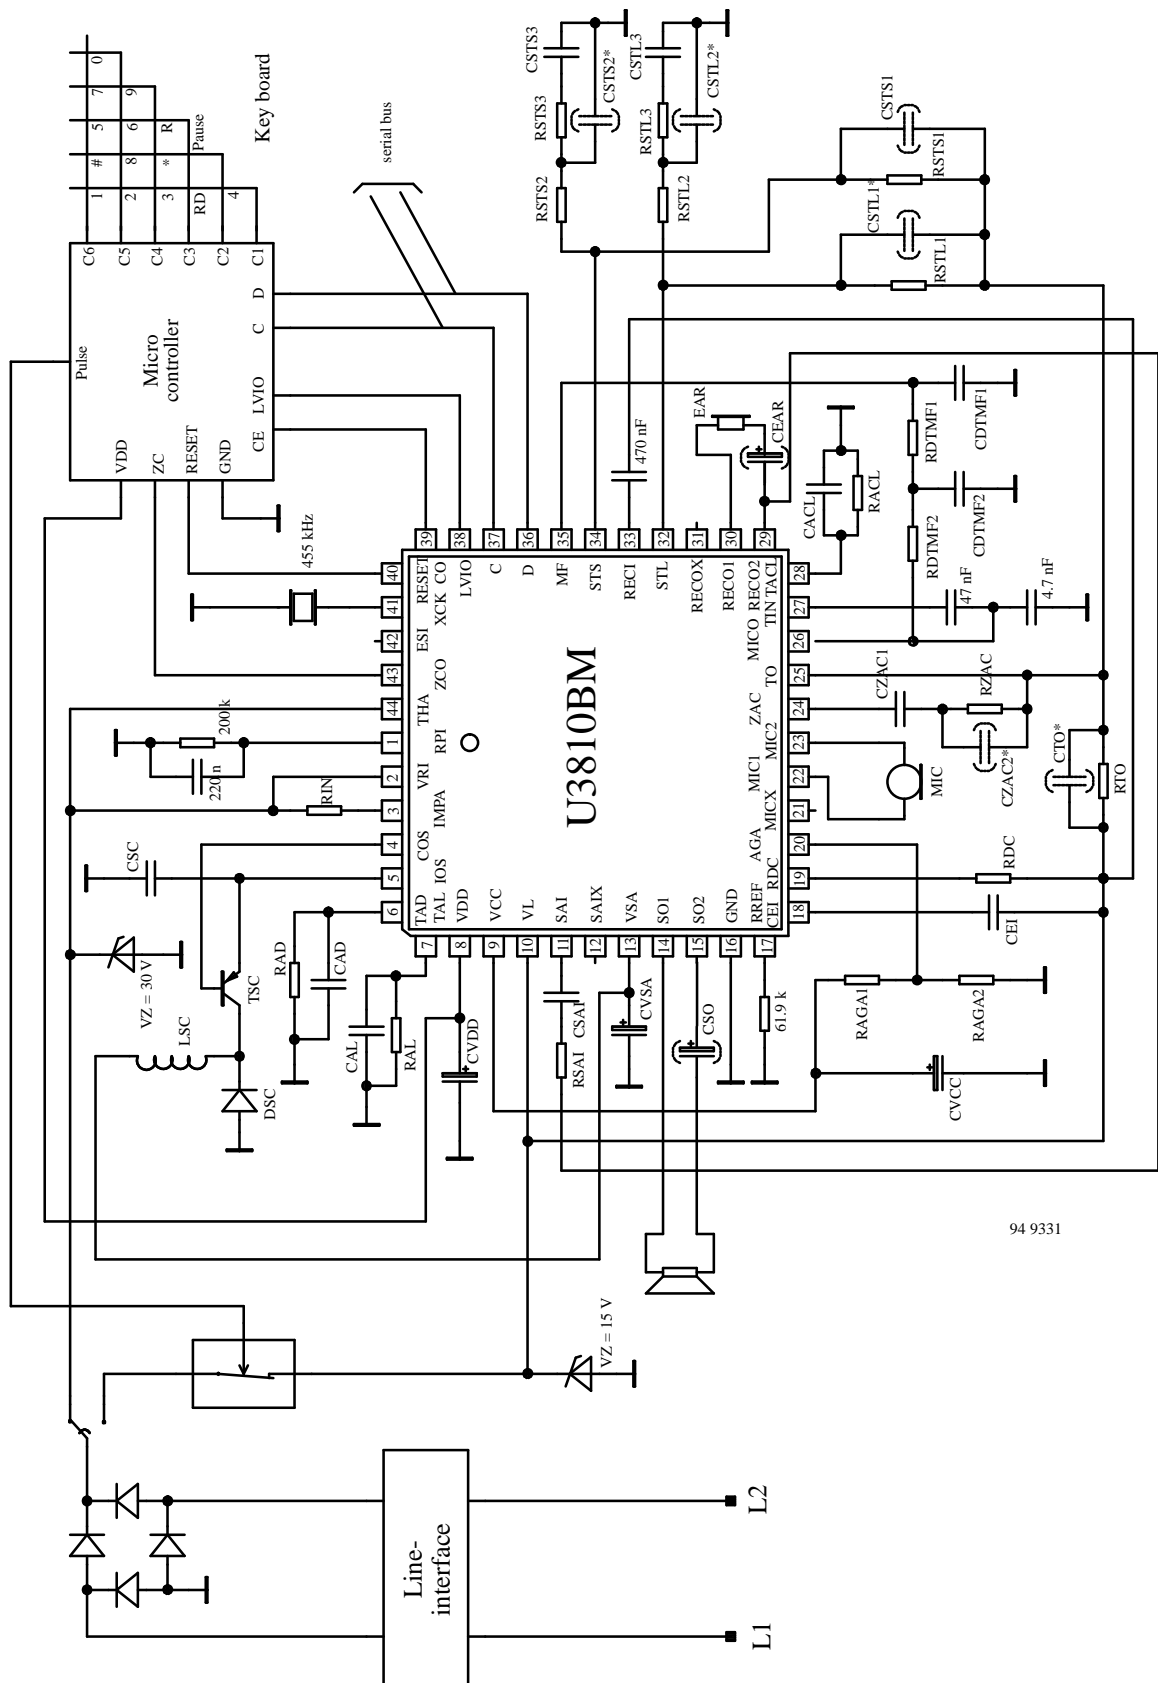 0
7
9
5
6
R
#
8
*
Pause
1
2
3
RD
4
Key board
serial bus
C6
C5
C4
C3
C2
C1
Pulse
Micro
controller
D
C
LVIO
CE
VDD
ZC
RESET
GND
455 kHz
CSTS3
CSTS2*
RSTS3
RSTS2
CSTL3
CSTL2*
RSTL3
RSTL2
CSTS1
RSTS1
CSTL1*
RSTL1
EAR
CEAR
470 nF
CACL
RACL
RDTMF1
CDTMF1
RDTMF2
CDTMF2
47 nF
4.7 nF
CZAC1
RZAC
CZAC2*
MIC
CTO*
RTO
RDC
CEI
RAGA1
RAGA2
CVCC
U3810BM
40
41
42
43
44
1
2
3
4
5
6
RESET
XCK CO
ESI
ZCO
THA
RPI
VRI
IMPA
COS
IOS
TAD
39
38
37
36
35
34
33
32
31
30
29
LVIO
C
D
MF
STS
RECI
STL
RECOX
RECO1
RECO2
28
27
26
25
24
23
22
21
20
19
18
TACL
TIN
MICO
TO
ZAC
MIC2
MIC1
MICX
AGA
RDC
CEI
7
8
9
10
11
12
13
14
15
16
17
TAL
VDD
VCC
VL
SAI
SAIX
VSA
SO1
SO2
GND
RREF
200 k
220 n
RIN
CSC
VZ = 30 V
TSC
LSC
DSC
RAD
CAD
CAL
RAL
CVDD
CSAI
RSAI
CVSA
CSO
61.9 k
VZ = 15 V
94 9331
Line-
interface
L2
L1